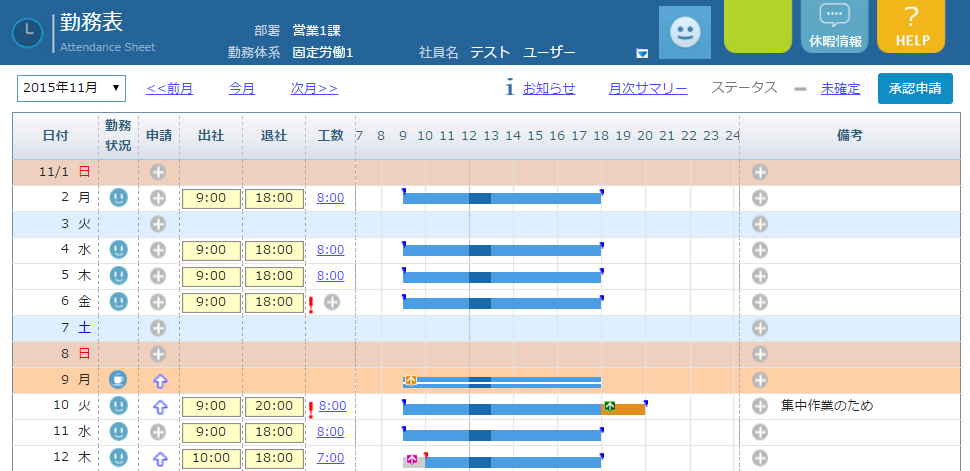 勤務表
Attendance Sheet
部署 営業1課
勤務体系 固定労働1 社員名 テスト ユーザー
休暇情報
?
HELP
2015年11月 ▼ <<前月 今月 次月>> i お知らせ 月次サマリー ステータス 未確定 承認申請
日付 勤務状況 申請 出社 退社 工数 7 8 9 10 11 12 13 14 15 16 17 18 19 20 21 22 23 24 備考
11/1 日
2 月 9:00 18:00 8:00
3 火
4 水 9:00 18:00 8:00
5 木 9:00 18:00 8:00
6 金 9:00 18:00 !
7 土
8 日
9 月
10 火 9:00 20:00 ! 8:00 集中作業のため
11 水 9:00 18:00 8:00
12 木 10:00 18:00 7:00